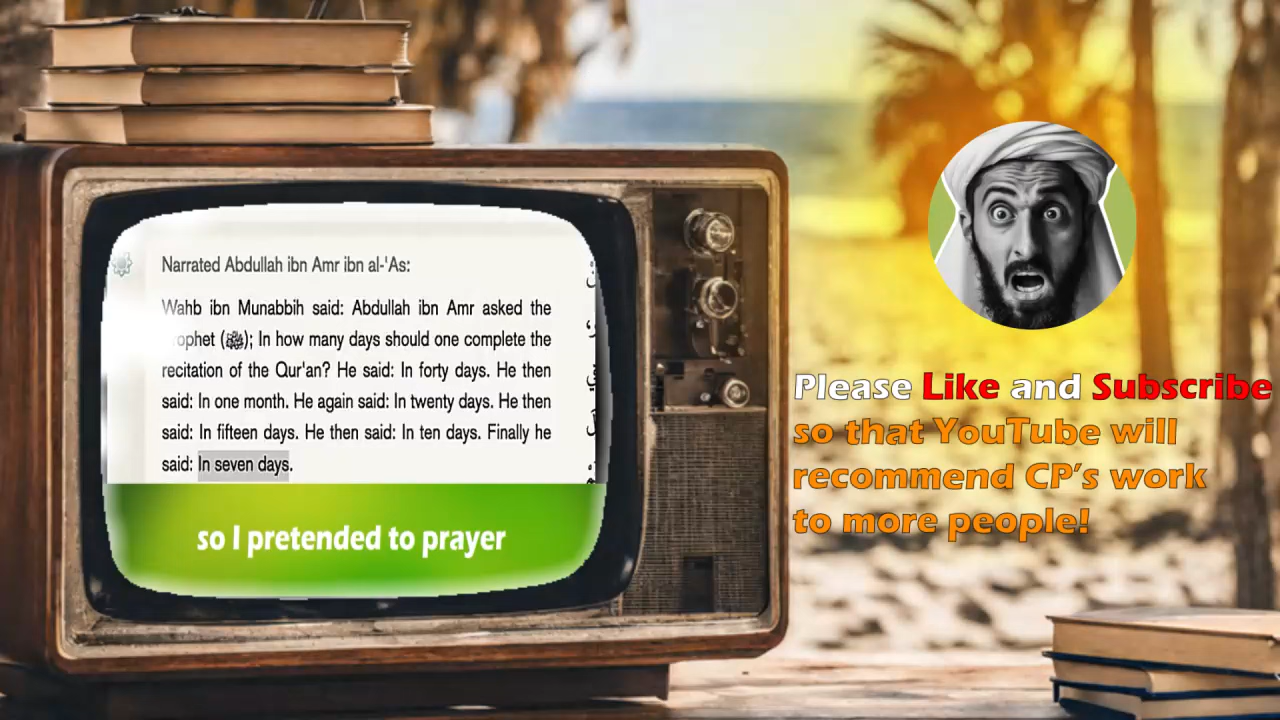 Narrated Abdullah ibn Amr ibn al-'As:
Wahb ibn Munabbih said: Abdullah ibn Amr asked the
Prophet (ﷺ); In how many days should one complete the
recitation of the Qur'an? He said: In forty days. He then
said: In one month. He again said: In twenty days. He then
said: In fifteen days. He then said: In ten days. Finally he
said: In seven days.
so I pretended to prayer
Please Like and Subscribe
so that YouTube will
recommend CP's work
to more people!